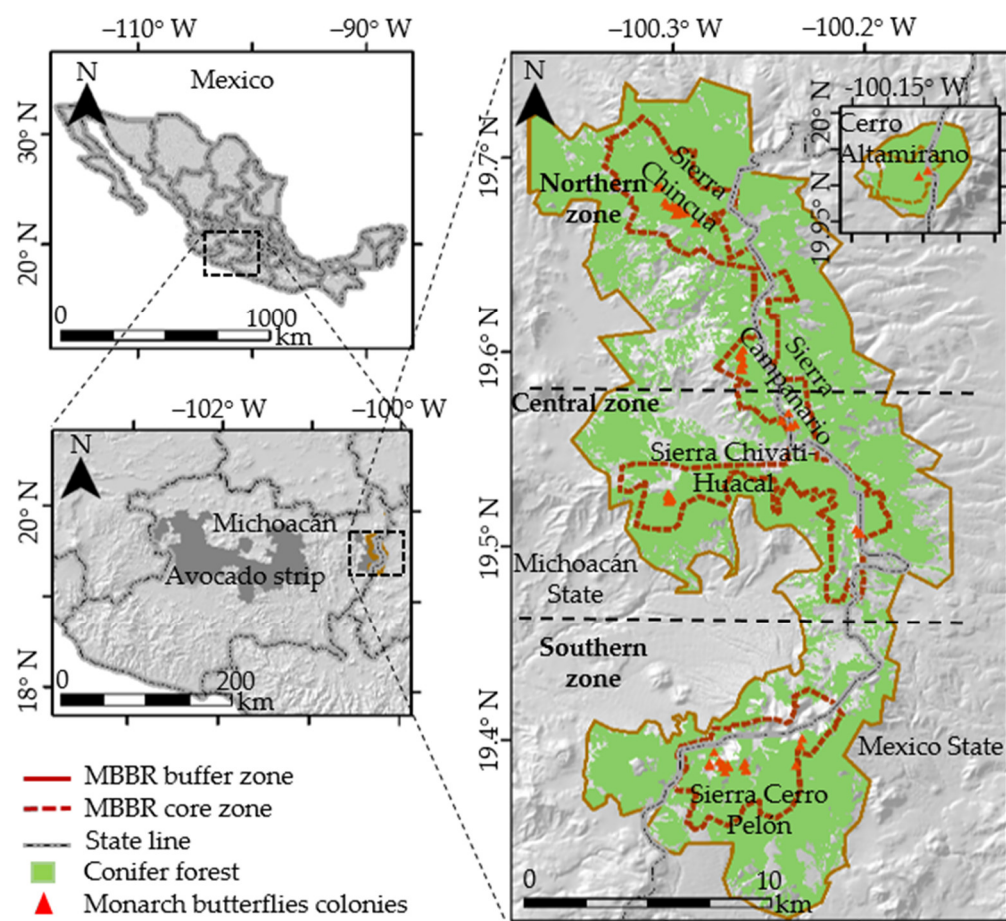 −110° W
−90° W
N
Mexico
30° N
20° N
0
1000
km
−102° W
−100° W
N
20° N
18° N
Michoacán
Avocado strip
0
200
km
MBBR buffer zone
MBBR core zone
State line
Conifer forest
Monarch butterflies colonies
−100.3° W
−100.2° W
N
19.7° N
19.6° N
19.5° N
19.4° N
-100.15° W
20° N
19.95° N
Cerro
Altamirano
Northern
zone
Sierra
Chincua
Sierra
Campanario
Central zone
Sierra Chivati-
Huacal
Michoacán
State
Southern
zone
Mexico State
Sierra Cerro
Pelón
0
10
km